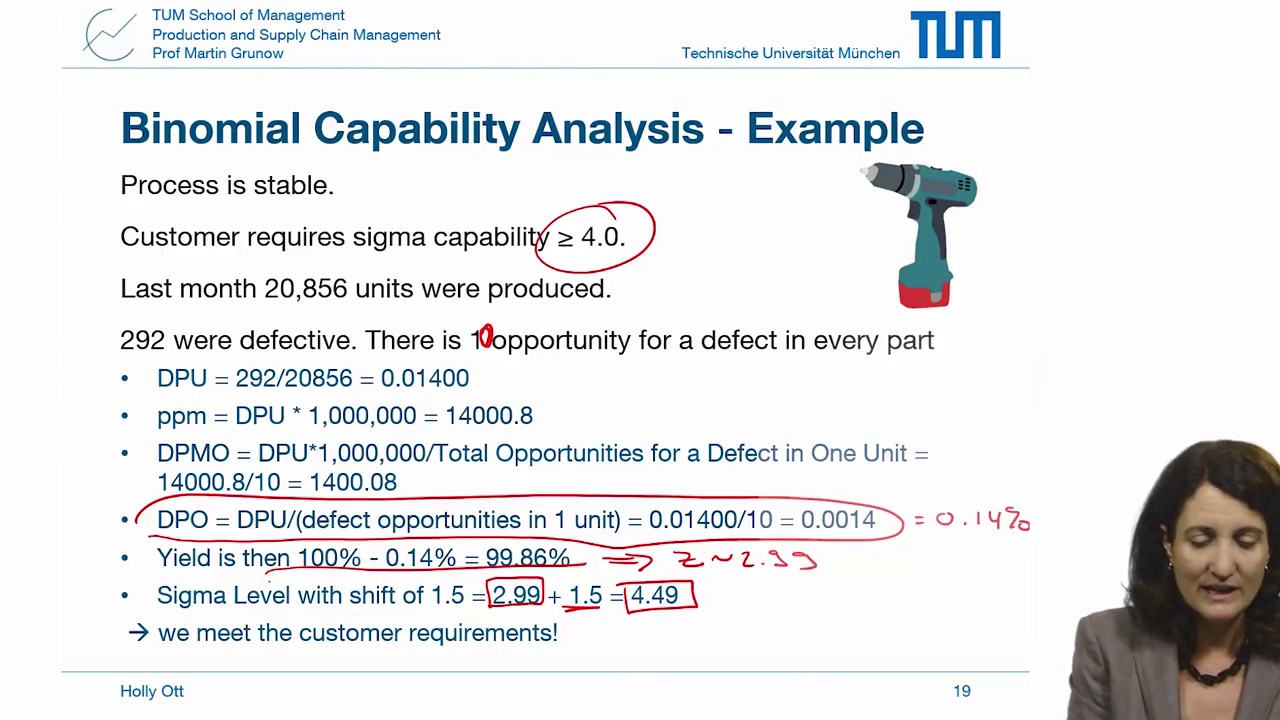 TUM School of Management
Production and Supply Chain Management
Prof Martin Grunow
Technische Universität München TUM
Binomial Capability Analysis - Example
Process is stable.
Customer requires sigma capability ≥ 4.0.
Last month 20,856 units were produced.
292 were defective. There is 10 opportunity for a defect in every part
• DPU = 292/20856 = 0.01400
• ppm = DPU * 1,000,000 = 14000.8
• DPMO = DPU*1,000,000/Total Opportunities for a Defect in One Unit =
14000.8/10 = 1400.08
• DPO = DPU/(defect opportunities in 1 unit) = 0.01400/10 = 0.0014 = 0.14%
• Yield is then 100% - 0.14% = 99.86% ⇒ z ~ 2.99
• Sigma Level with shift of 1.5 = 2.99 + 1.5 = 4.49
→ we meet the customer requirements!
Holly Ott 19